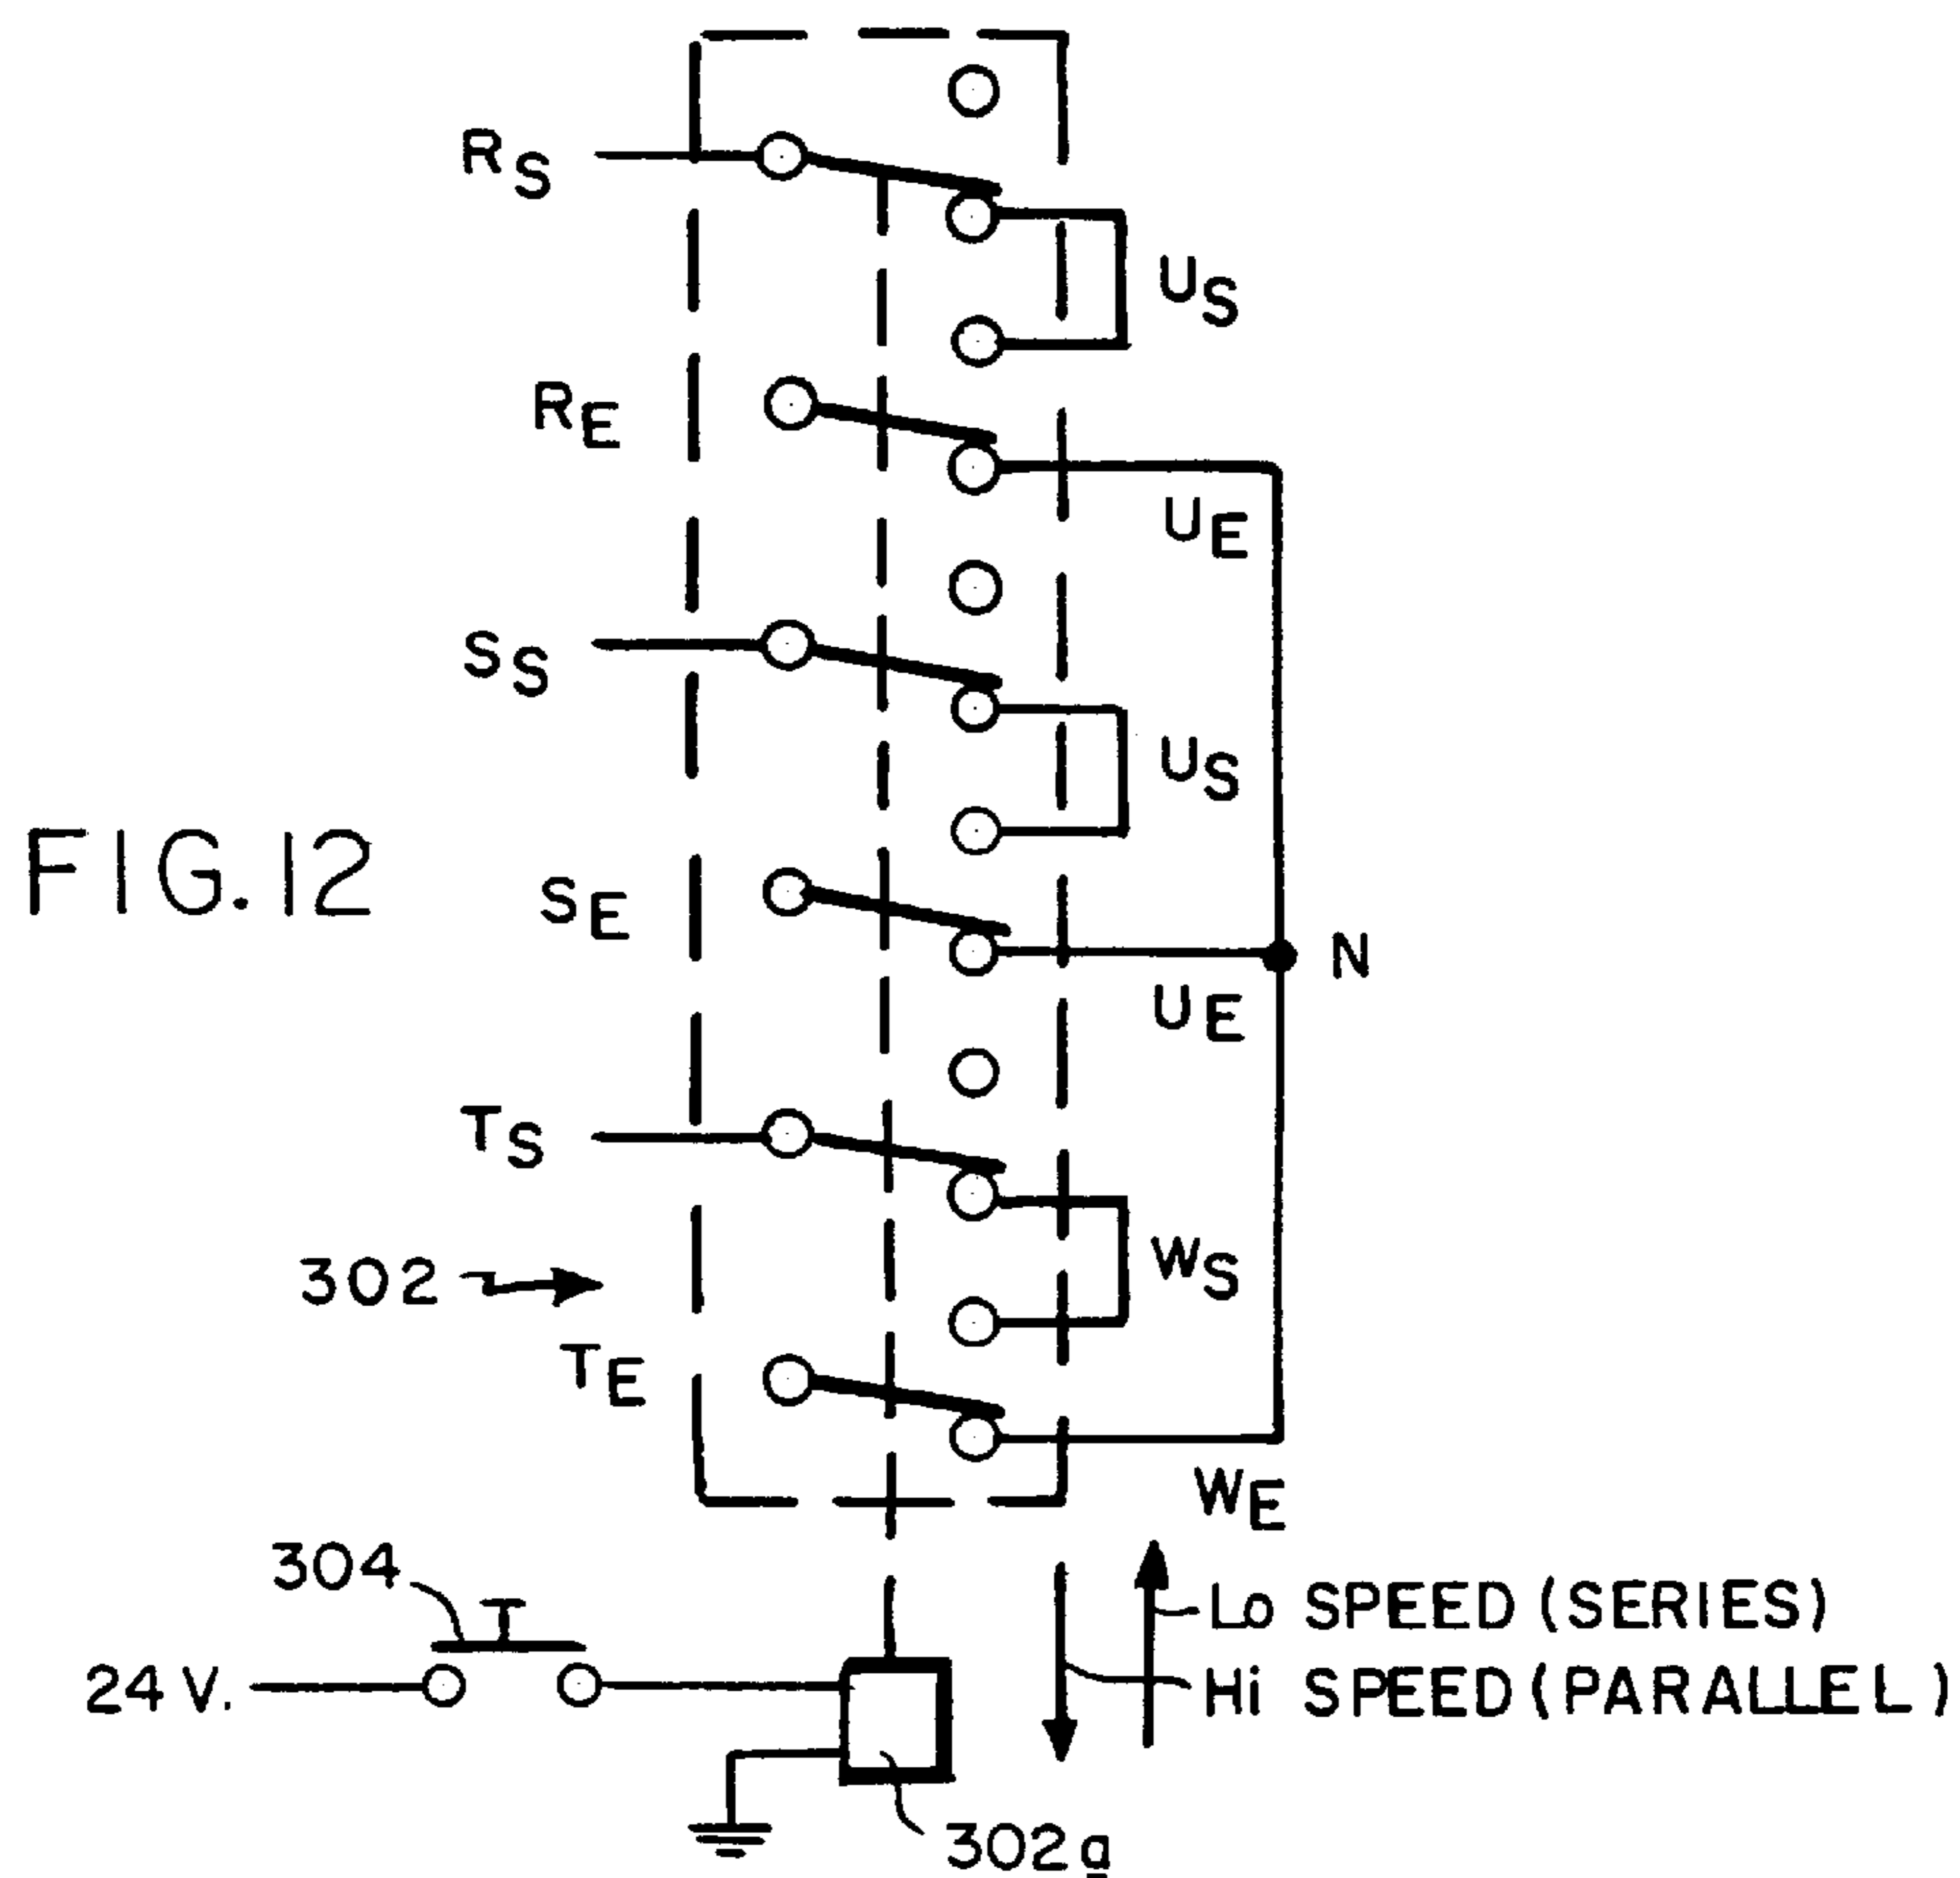 RS
US
RE
UE
SS
US
FIG. 12
SE
N
UE
TS
WS
302
TE
WE
304
Lo SPEED (SERIES)
24 V.
Hi SPEED (PARALLEL)
302a